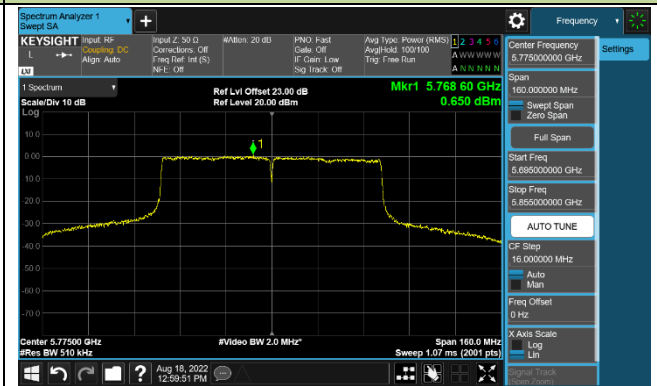 Spectrum Analyzer 1
Swept SA
+
Frequency
KEYSIGHT
L
LXI
Input: RF
Coupling: DC
Align: Auto
Input Z: 50 Ω
Corrections: Off
Freq Ref: Int (S)
NFE: Off
#Atten: 20 dB
PNO: Fast
Gate: Off
IF Gain: Low
Sig Track: Off
Avg Type: Power (RMS)
Avg|Hold: 100/100
Trig: Free Run
1 2 3 4 5 6
A W W W W W
A N N N N N
Center Frequency
5.775000000 GHz
Settings
Span
160.000000 MHz
Swept Span
Zero Span
Full Span
Start Freq
5.695000000 GHz
Stop Freq
5.855000000 GHz
AUTO TUNE
CF Step
16.000000 MHz
Auto
Man
Freq Offset
0 Hz
X Axis Scale
Log
Lin
Signal Track
(Span Zoom)
1 Spectrum
Scale/Div 10 dB
Log
Ref Lvl Offset 23.00 dB
Ref Level 20.00 dBm
Mkr1 5.768 60 GHz
0.650 dBm
1
10.0
0.00
-10.0
-20.0
-30.0
-40.0
-50.0
-60.0
-70.0
Center 5.77500 GHz
#Res BW 510 kHz
#Video BW 2.0 MHz*
Span 160.0 MHz
Sweep 1.07 ms (2001 pts)
?
Aug 18, 2022
12:59:51 PM